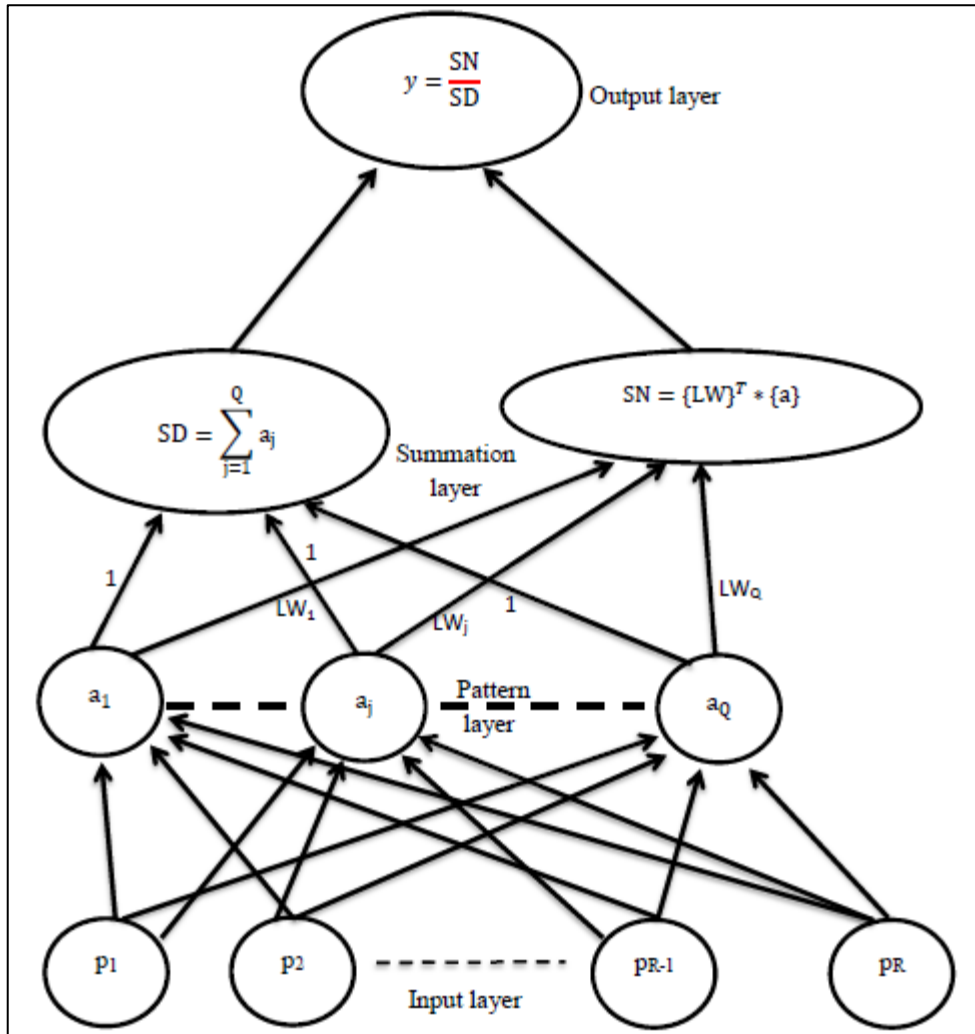 y = SN/SD
Output layer
SD = ∑_{j=1}^{Q} a_j
SN = {LW}^T * {a}
Summation
layer
1
1
LW_1
LW_j
1
LW_Q
a_1
a_j
Pattern
layer
a_Q
p_1
p_2
p_{R-1}
p_R
Input layer